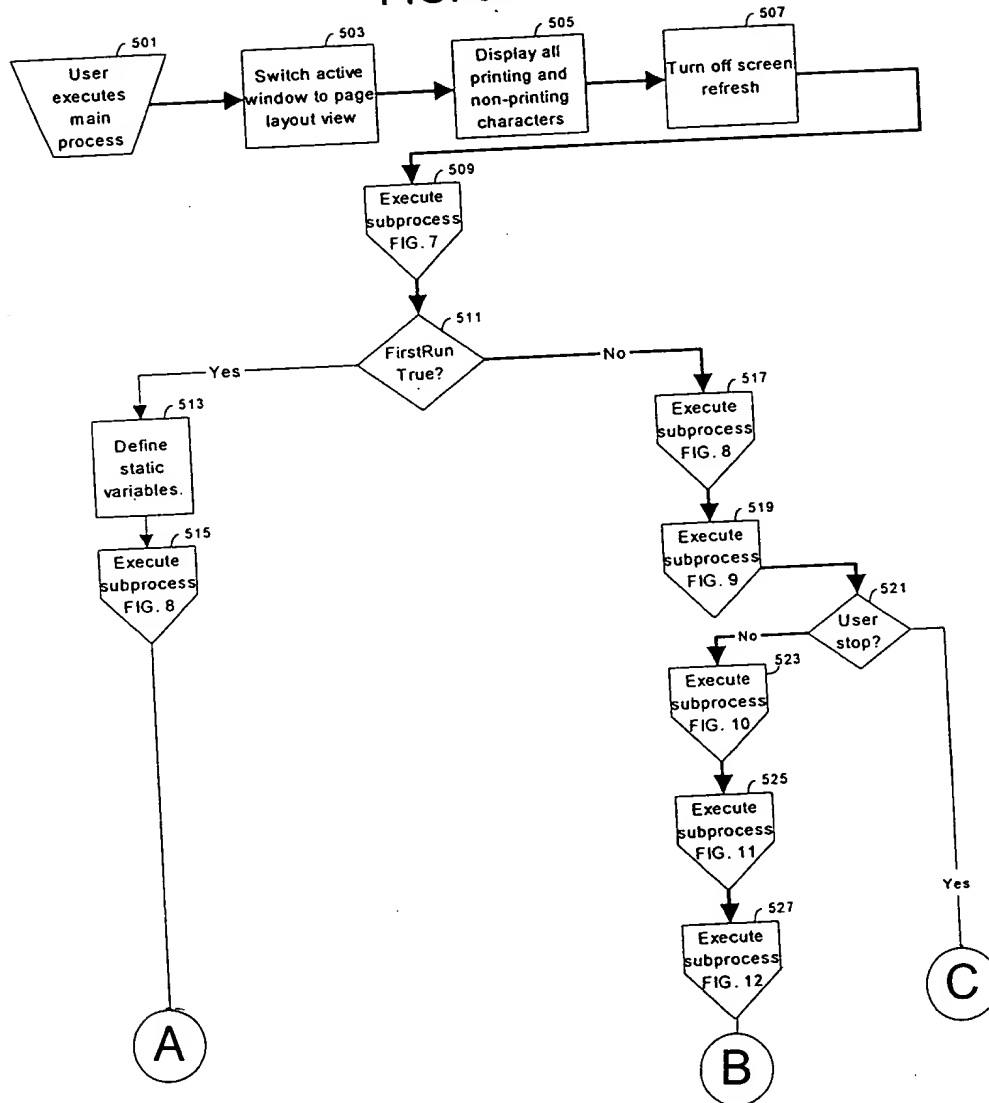 501
User
executes
main
process
503
Switch active
window to page
layout view
505
Display all
printing and
non-printing
characters
507
Turn off screen
refresh
509
Execute
subprocess
FIG. 7
511
FirstRun
True?
Yes
No
513
Define
static
variables.
515
Execute
subprocess
FIG. 8
517
Execute
subprocess
FIG. 8
519
Execute
subprocess
FIG. 9
521
User
stop?
No
Yes
523
Execute
subprocess
FIG. 10
525
Execute
subprocess
FIG. 11
527
Execute
subprocess
FIG. 12
A
B
C